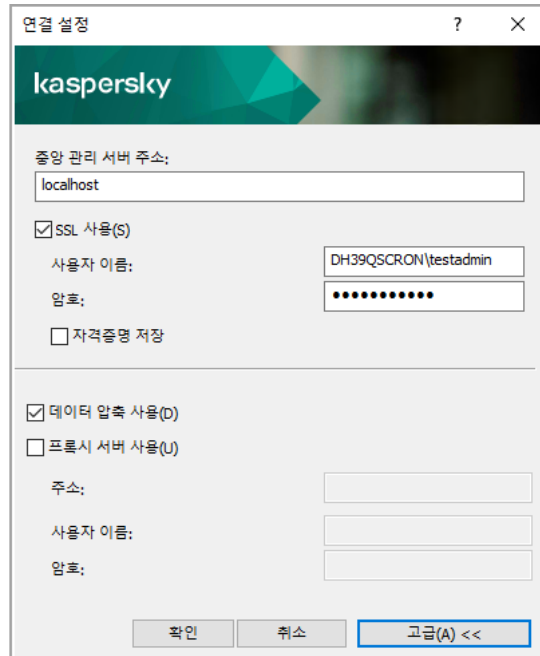 연결 설정
kaspersky
중앙 관리 서버 주소:
localhost
SSL 사용(S)
사용자 이름: DH39QSCRON\testadmin
암호: ●●●●●●●●●●●
자격증명 저장
데이터 압축 사용(D)
프록시 서버 사용(U)
주소:
사용자 이름:
암호:
확인 취소 고급(A) <<